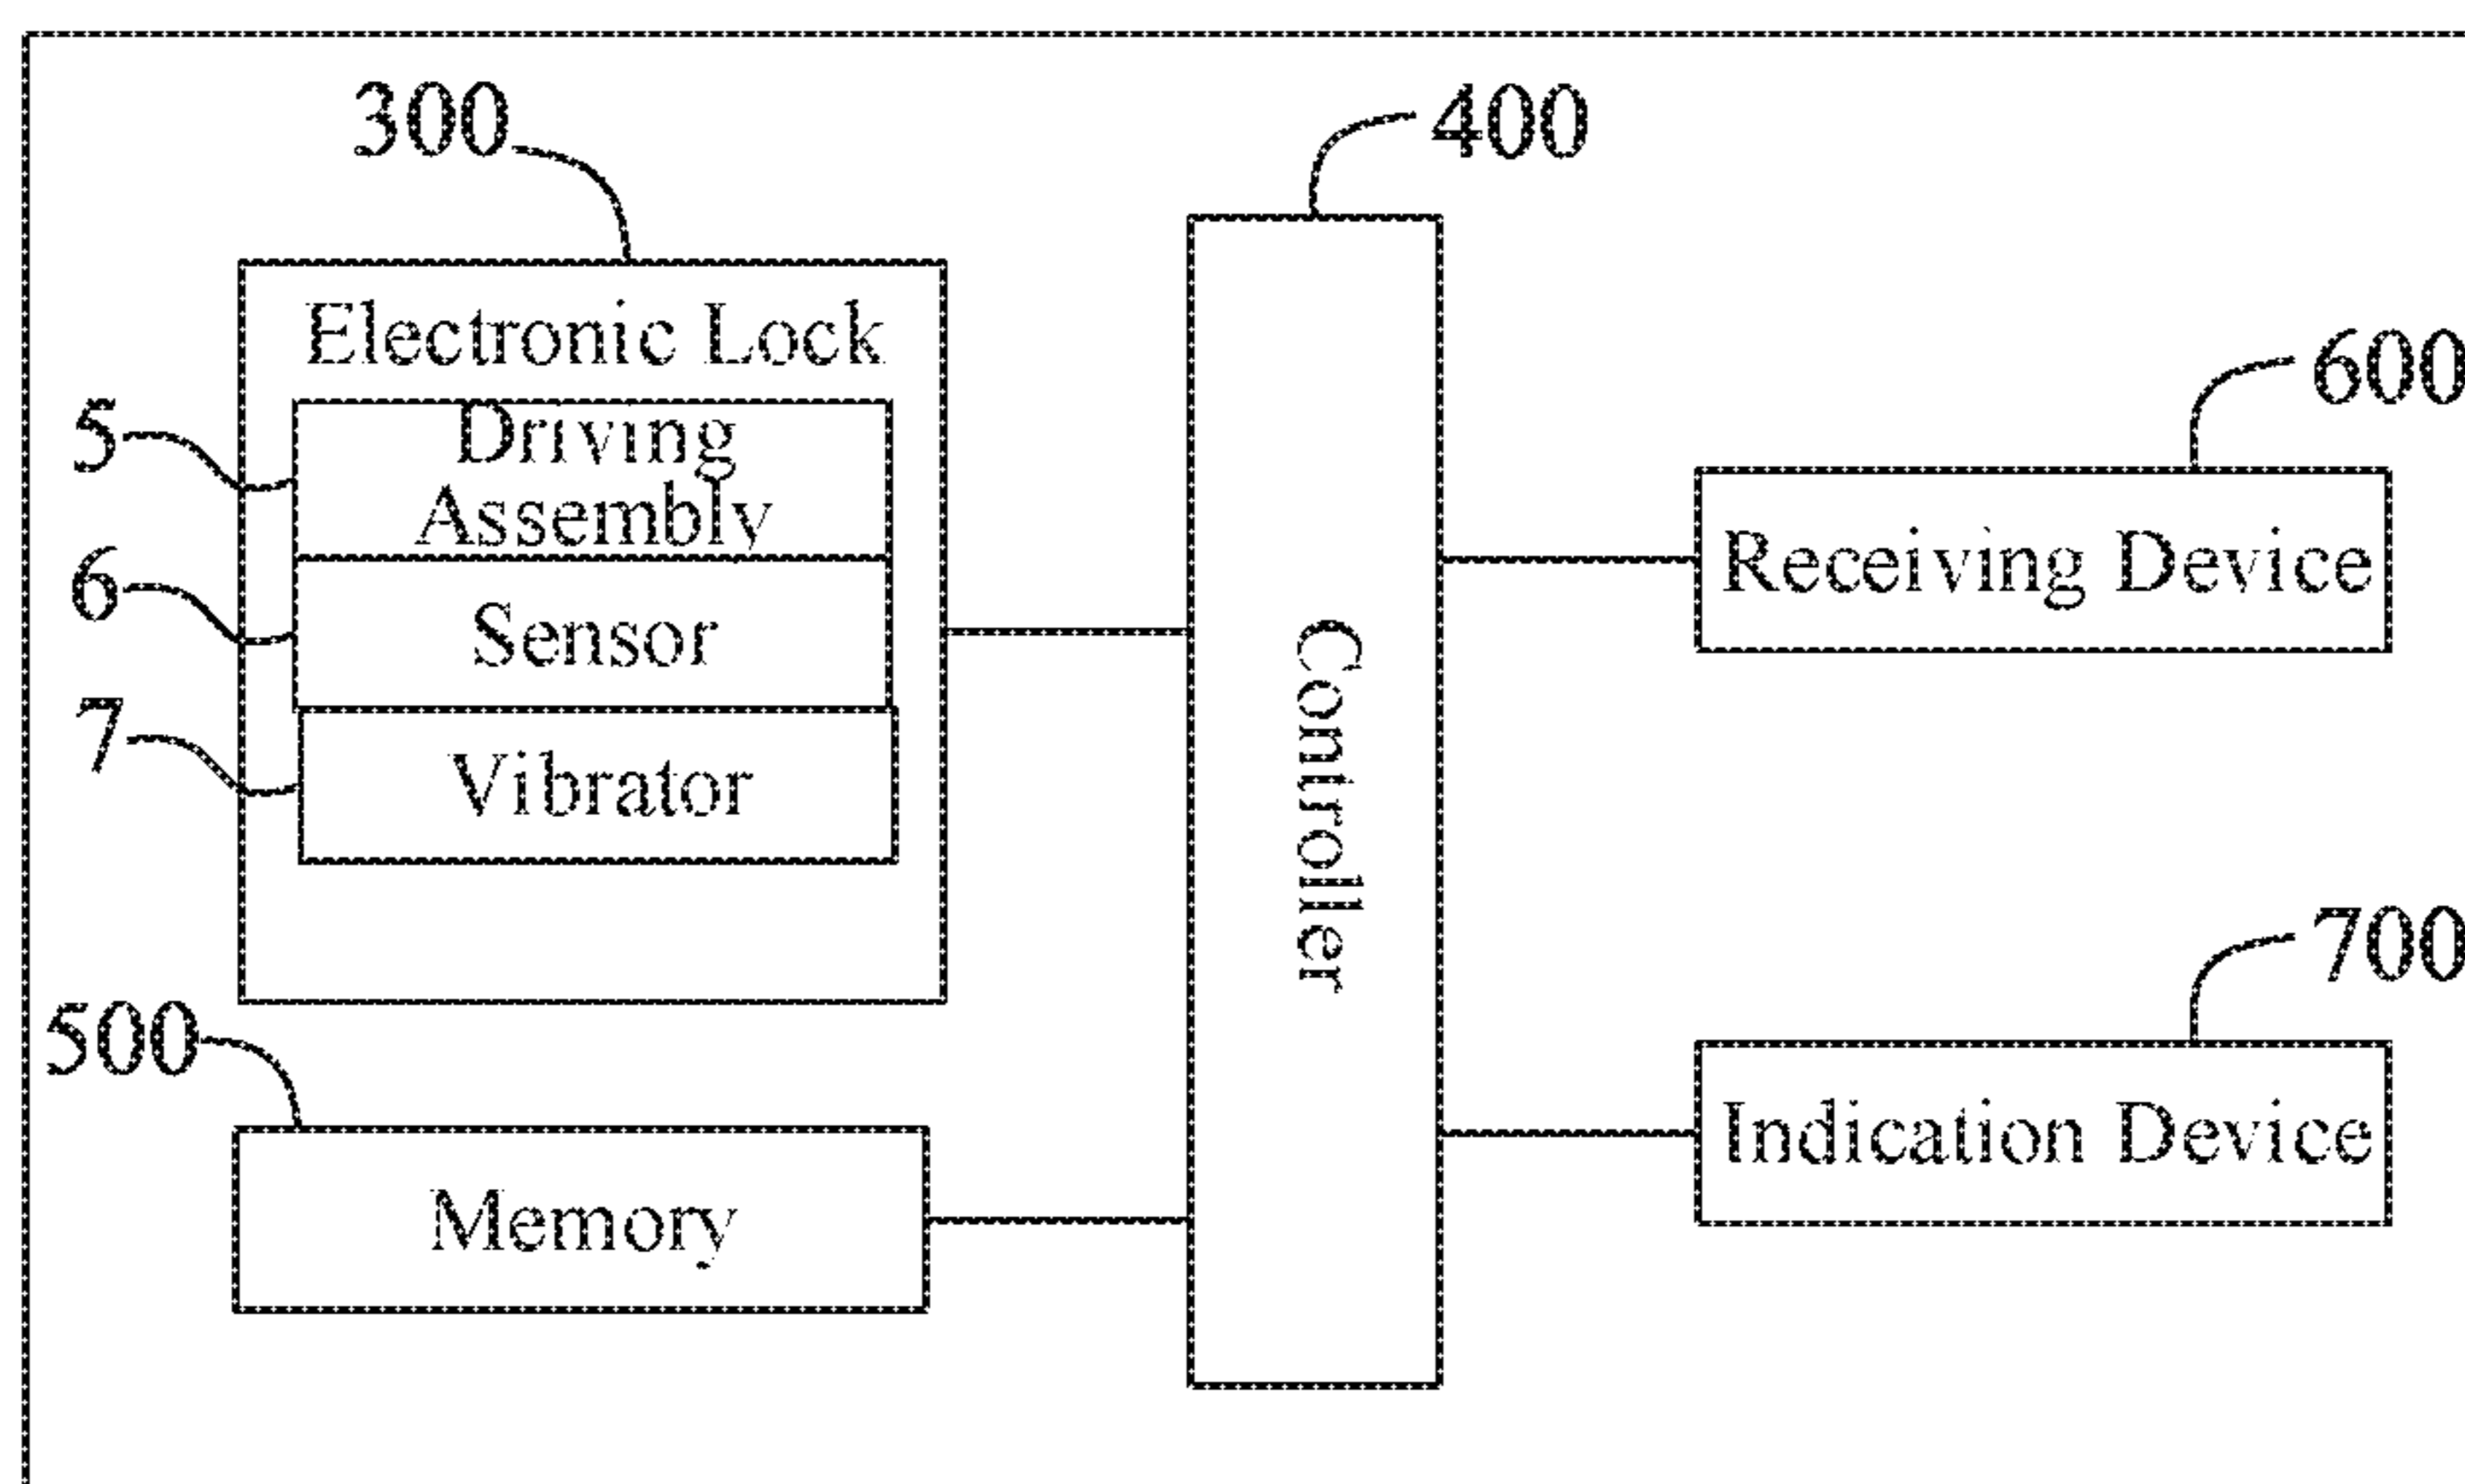 300
400
Electronic Lock
600
5
Driving
Assembly
6
Sensor
Receiving Device
7
Vibrator
Controller
700
500
Indication Device
Memory